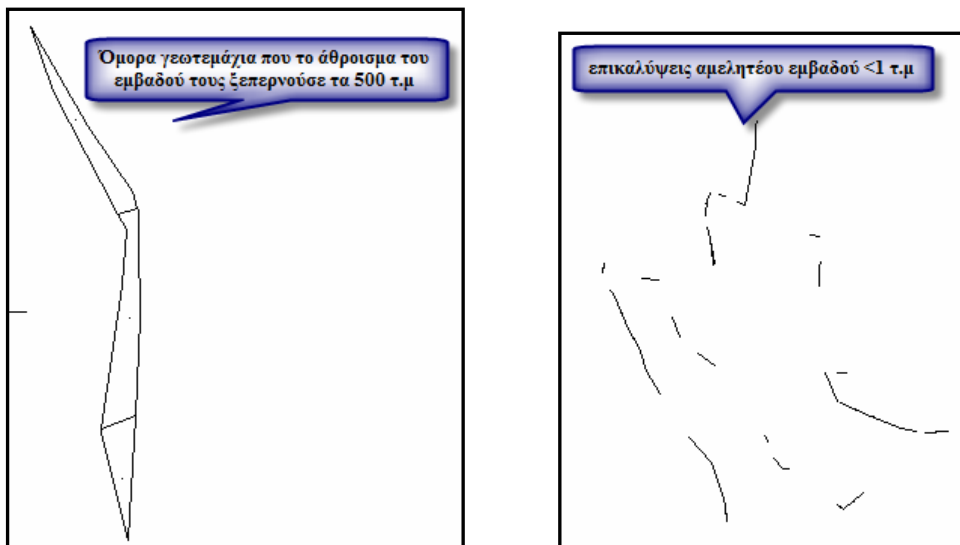 Όμορα γεωτεμάχια που το άθροισμα του
εμβαδού τους ξεπερνούσε τα 500 τ.μ
επικαλύψεις αμελητέου εμβαδού <1 τ.μ